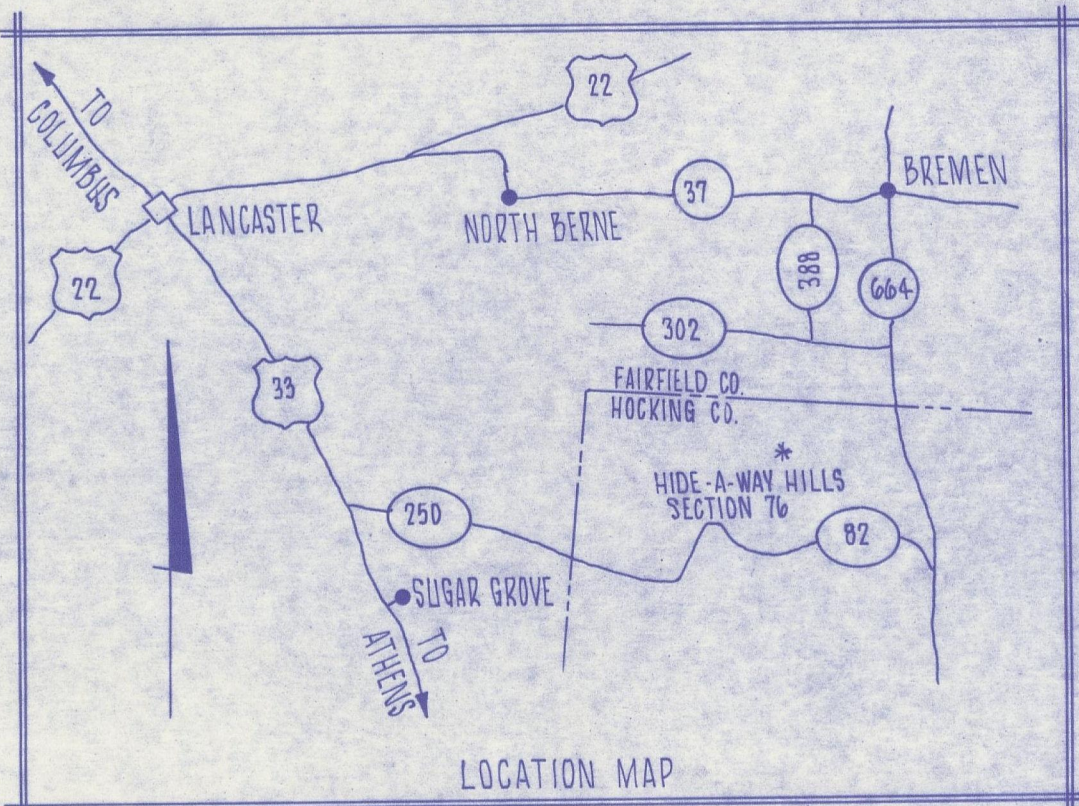 22
TO
COLUMBUS
LANCASTER
22
NORTH BERNE
37
BREMEN
388
664
302
33
FAIRFIELD CO.
HOCKING CO.
*
HIDE-A-WAY HILLS
SECTION 76
250
82
SUGAR GROVE
TO
ATHENS
LOCATION MAP